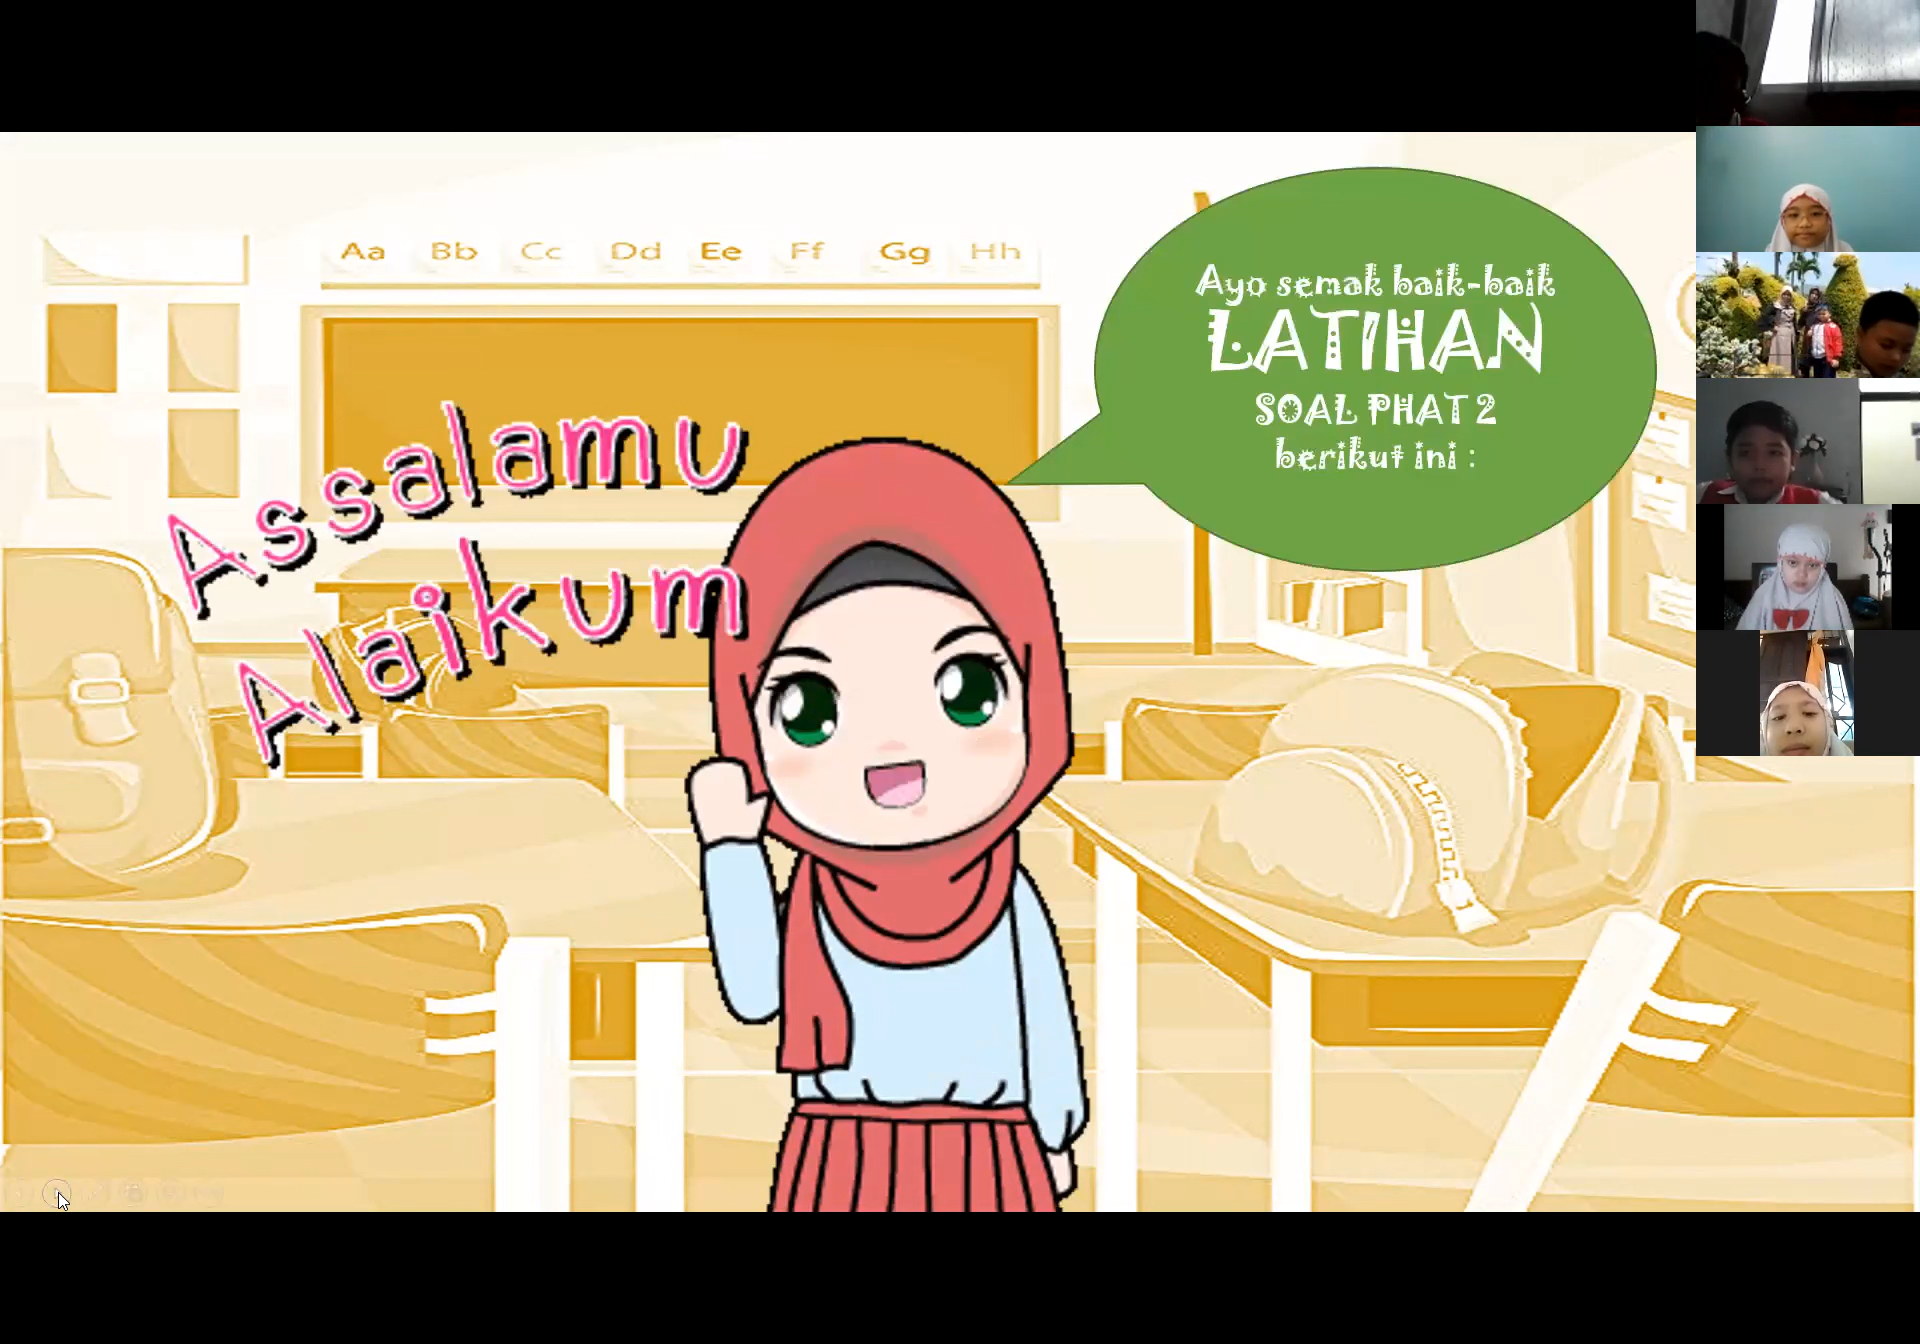 Aa Bb Cc Dd Ee Ff Gg Hh
Assalamu
Alaikum
Ayo semak baik-baik
LATIHAN
SOAL PHAT 2
berikut ini :